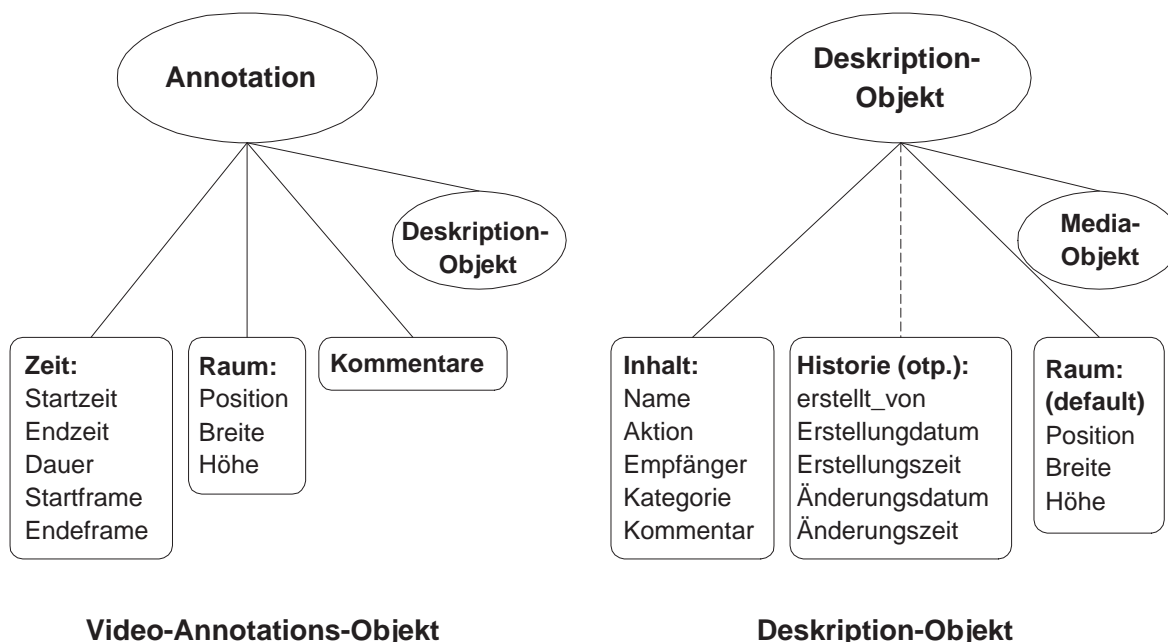 Annotation
Deskription-
Objekt
Zeit:
Startzeit
Endzeit
Dauer
Startframe
Endeframe
Raum:
Position
Breite
Höhe
Kommentare
Video-Annotations-Objekt
Deskription-
Objekt
Media-
Objekt
Inhalt:
Name
Aktion
Empfänger
Kategorie
Kommentar
Historie (otp.):
erstellt_von
Erstellungdatum
Erstellungszeit
Änderungsdatum
Änderungszeit
Raum:
(default)
Position
Breite
Höhe
Deskription-Objekt